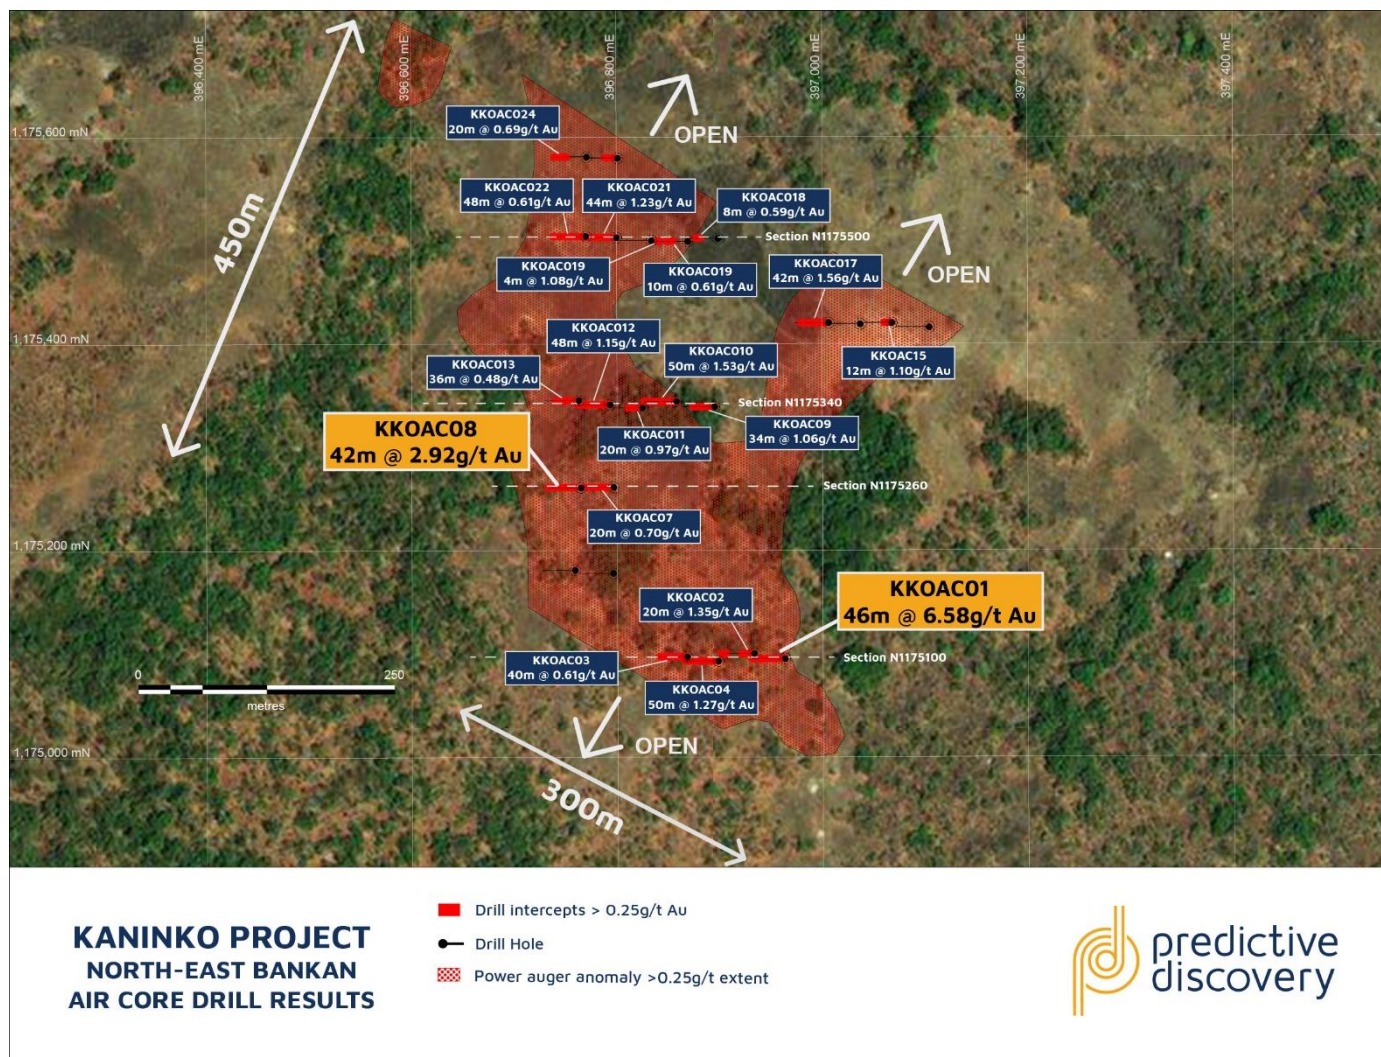 396,400 mE
396,600 mE
396,800 mE
397,000 mE
397,200 mE
397,400 mE
1,175,600 mN
1,175,400 mN
1,175,200 mN
1,175,000 mN
450m
300m
OPEN
OPEN
OPEN
KKOAC024
20m @ 0.69g/t Au
KKOAC022
48m @ 0.61g/t Au
KKOAC021
44m @ 1.23g/t Au
KKOAC018
8m @ 0.59g/t Au
Section N1175500
KKOAC019
4m @ 1.08g/t Au
KKOAC019
10m @ 0.61g/t Au
KKOAC017
42m @ 1.56g/t Au
KKOAC15
12m @ 1.10g/t Au
KKOAC012
48m @ 1.15g/t Au
KKOAC013
36m @ 0.48g/t Au
KKOAC010
50m @ 1.53g/t Au
Section N1175340
KKOAC011
20m @ 0.97g/t Au
KKOAC09
34m @ 1.06g/t Au
KKOAC08
42m @ 2.92g/t Au
Section N1175260
KKOAC07
20m @ 0.70g/t Au
KKOAC02
20m @ 1.35g/t Au
KKOAC01
46m @ 6.58g/t Au
Section N1175100
KKOAC03
40m @ 0.61g/t Au
KKOAC04
50m @ 1.27g/t Au
0
250
metres
KANINKO PROJECT
NORTH-EAST BANKAN
AIR CORE DRILL RESULTS
Drill intercepts > 0.25g/t Au
Drill Hole
Power auger anomaly >0.25g/t extent
predictive
discovery